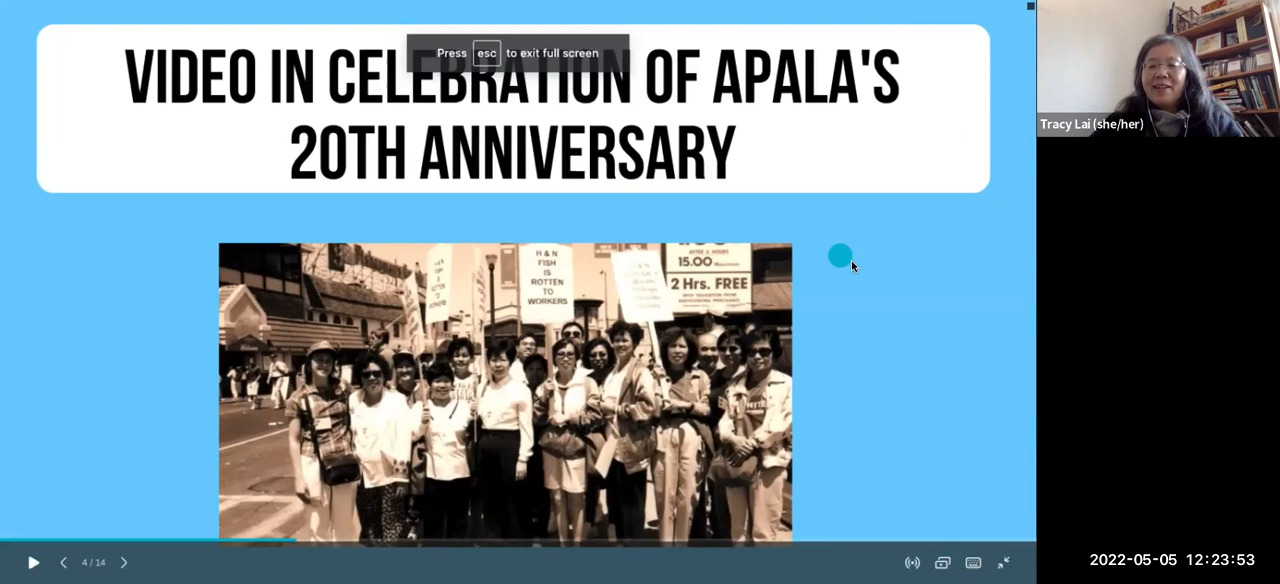 VIDEO IN CELEBRATION OF APALA'S
20TH ANNIVERSARY
Press esc to exit full screen
H & N
FISH
IS
ROTTEN
TO
WORKERS
15.00
2 Hrs. FREE
4 / 14
Tracy Lai (she/her)
2022-05-05 12:23:53